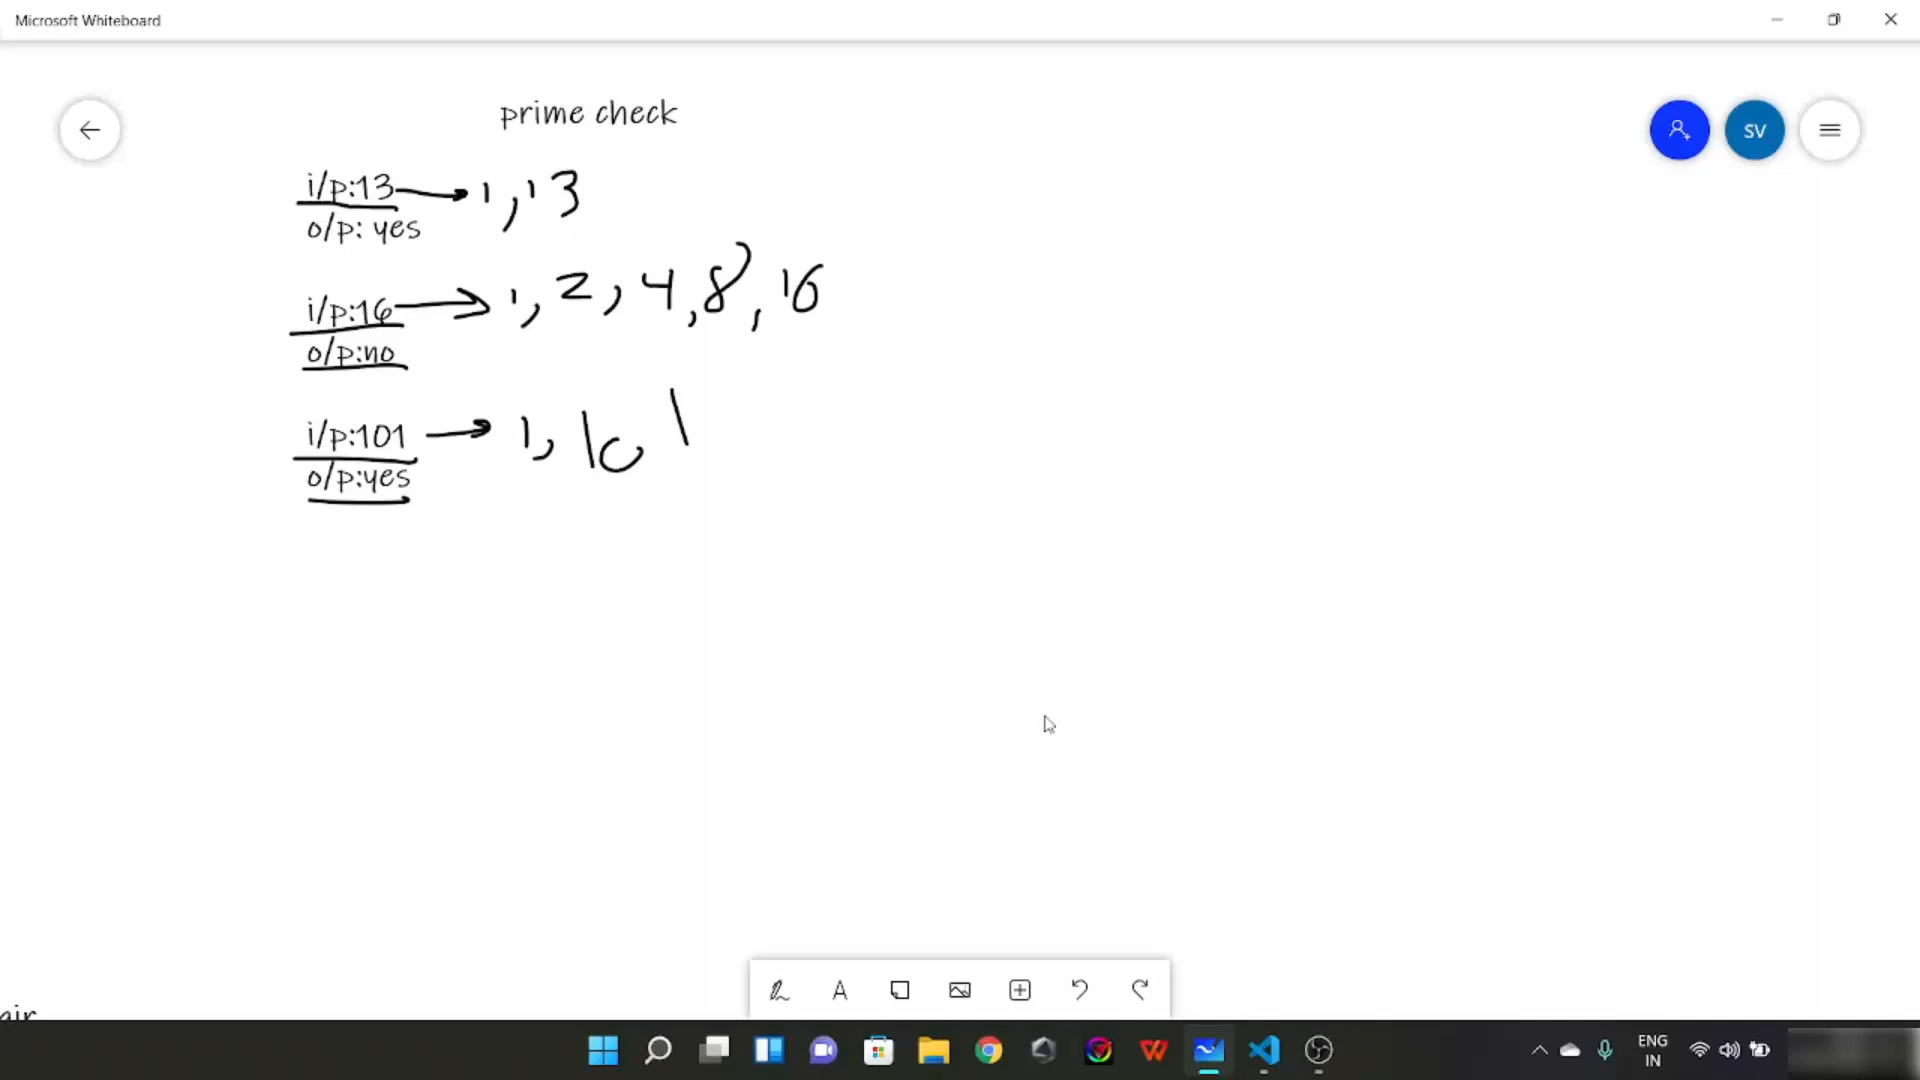 Microsoft Whiteboard
prime check
SV
i/p:13 → 1, 13
o/p: yes
i/p:16 → 1, 2, 4, 8, 16
o/p:no
i/p:101 → 1, 101
o/p:yes
A
ENG
IN